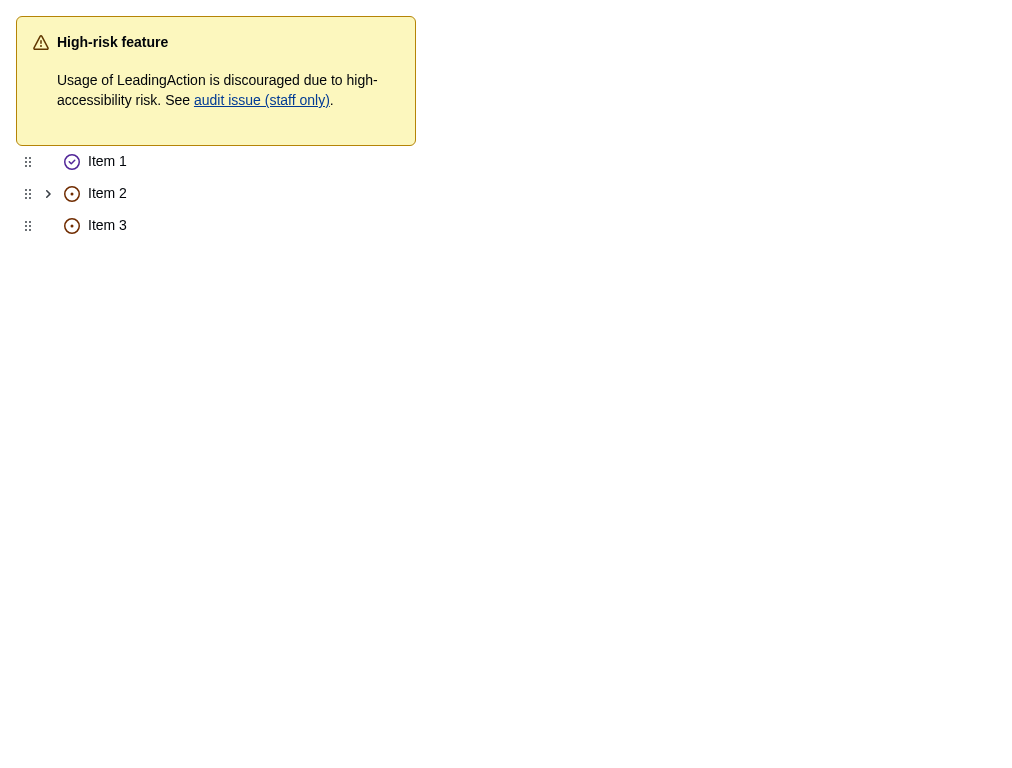 High-risk feature
Usage of LeadingAction is discouraged due to high-
accessibility risk. See audit issue (staff only).
Item 1
Item 2
Item 3